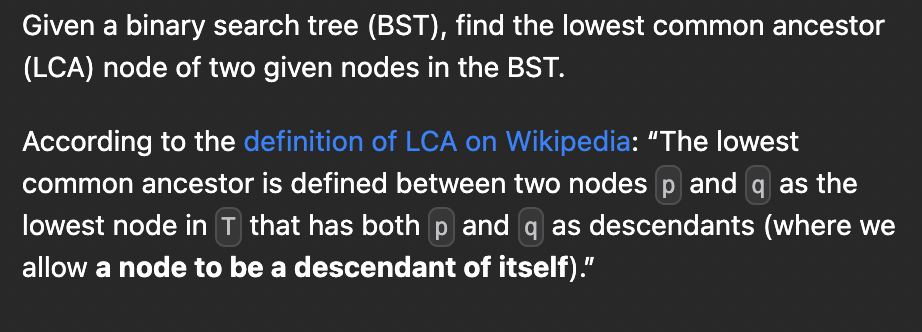 Given a binary search tree (BST), find the lowest common ancestor
(LCA) node of two given nodes in the BST.
According to the definition of LCA on Wikipedia: “The lowest
common ancestor is defined between two nodes p and q as the
lowest node in T that has both p and q as descendants (where we
allow a node to be a descendant of itself).”